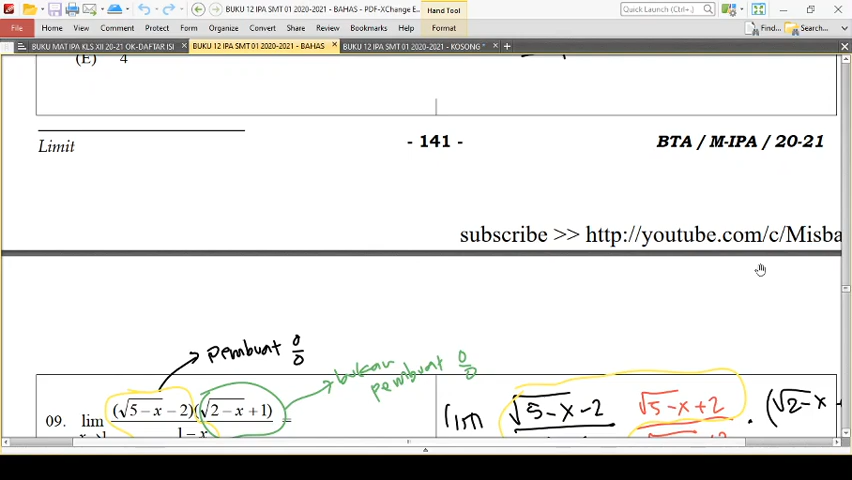 BUKU 12 IPA SMT 01 2020-2021 - BAHAS - PDF-XChange E
Hand Tool
Quick Launch (Ctrl+.)
File Home View Comment Protect Form Organize Convert Share Review Bookmarks Help Format Find... Search...
BUKU MAT IPA KLS XII 20-21 OK-DAFTAR ISI × BUKU 12 IPA SMT 01 2020-2021 - BAHAS × BUKU 12 IPA SMT 01 2020-2021 - KOSONG * × +
(E) 4
Limit - 141 - BTA / M-IPA / 20-21
subscribe >> http://youtube.com/c/Misba
pembuat 0/0
bukan pembuat 0/0
09. lim (√5−x −2)(√2−x +1) / 1−x =
lim √5−x −2 √5−x +2 . (√2−x +